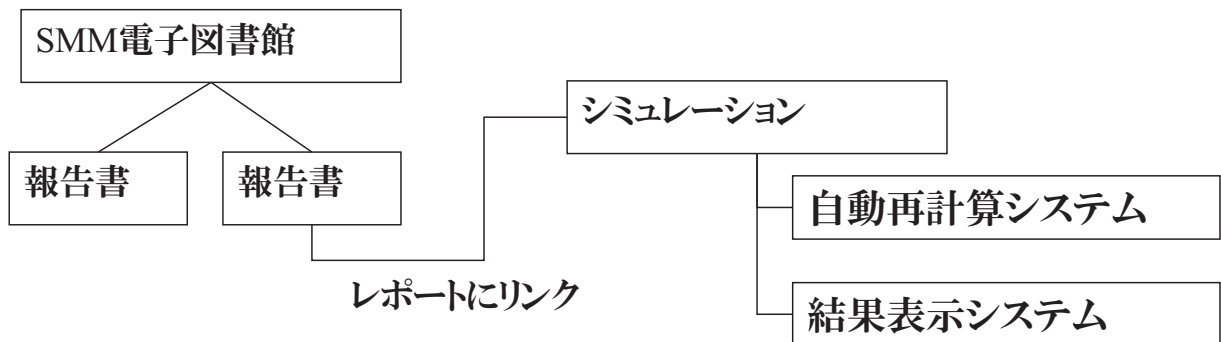 SMM電子図書館
シミュレーション
報告書
報告書
自動再計算システム
レポートにリンク
結果表示システム